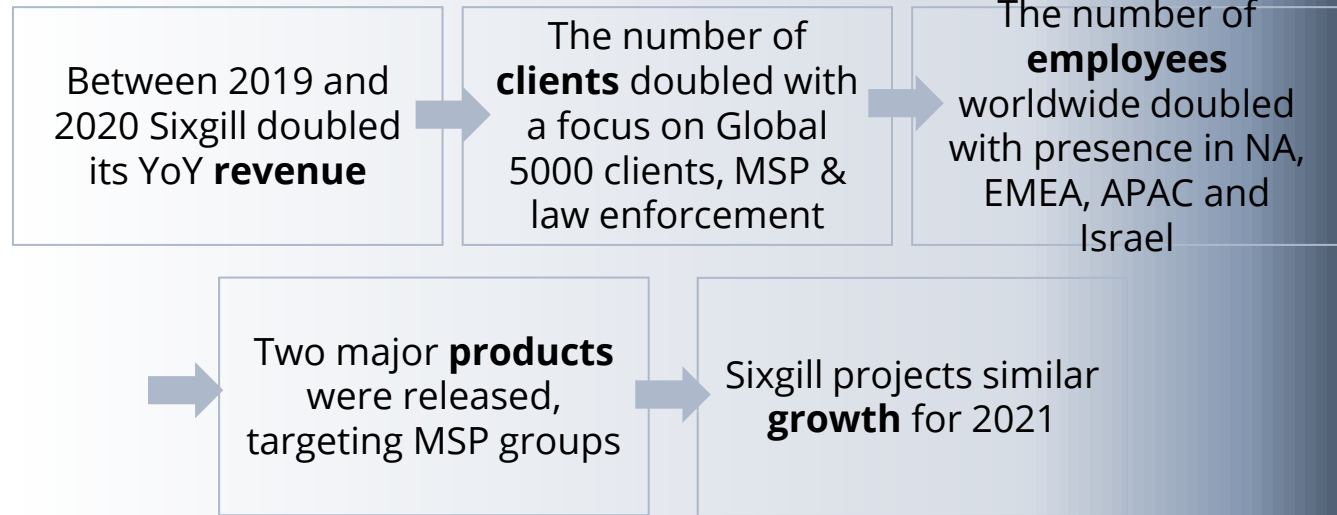 Between 2019 and
2020 Sixgill doubled
its YoY revenue
The number of
clients doubled with
a focus on Global
5000 clients, MSP &
law enforcement
The number of
employees
worldwide doubled
with presence in NA,
EMEA, APAC and
Israel
Two major products
were released,
targeting MSP groups
Sixgill projects similar
growth for 2021